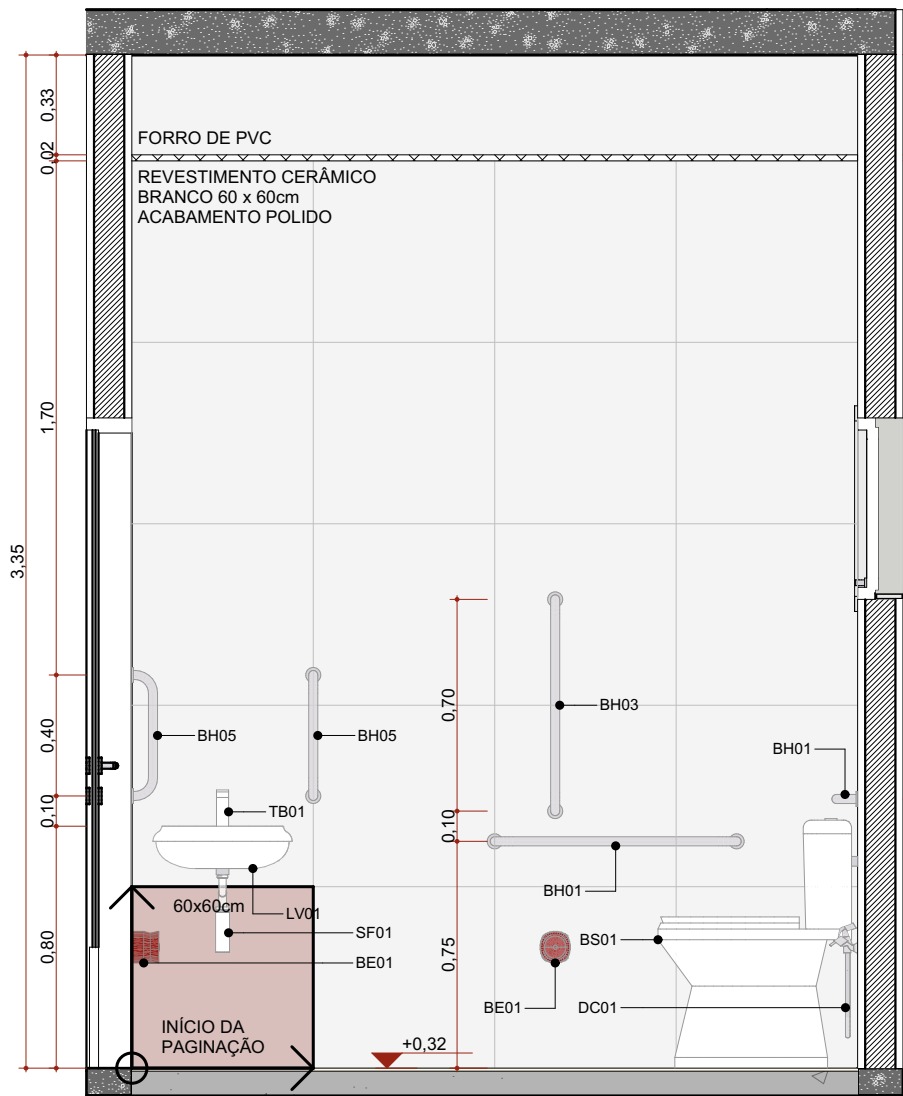 0,33
FORRO DE PVC
0,02
REVESTIMENTO CERÂMICO
BRANCO 60 x 60cm
ACABAMENTO POLIDO
1,70
3,35
0,70
BH03
0,40
BH05
BH05
BH01
0,10
TB01
0,10
BH01
60x60cm
LV01
SF01
BS01
0,80
0,75
BE01
BE01
DC01
INÍCIO DA
PAGINAÇÃO
+0,32